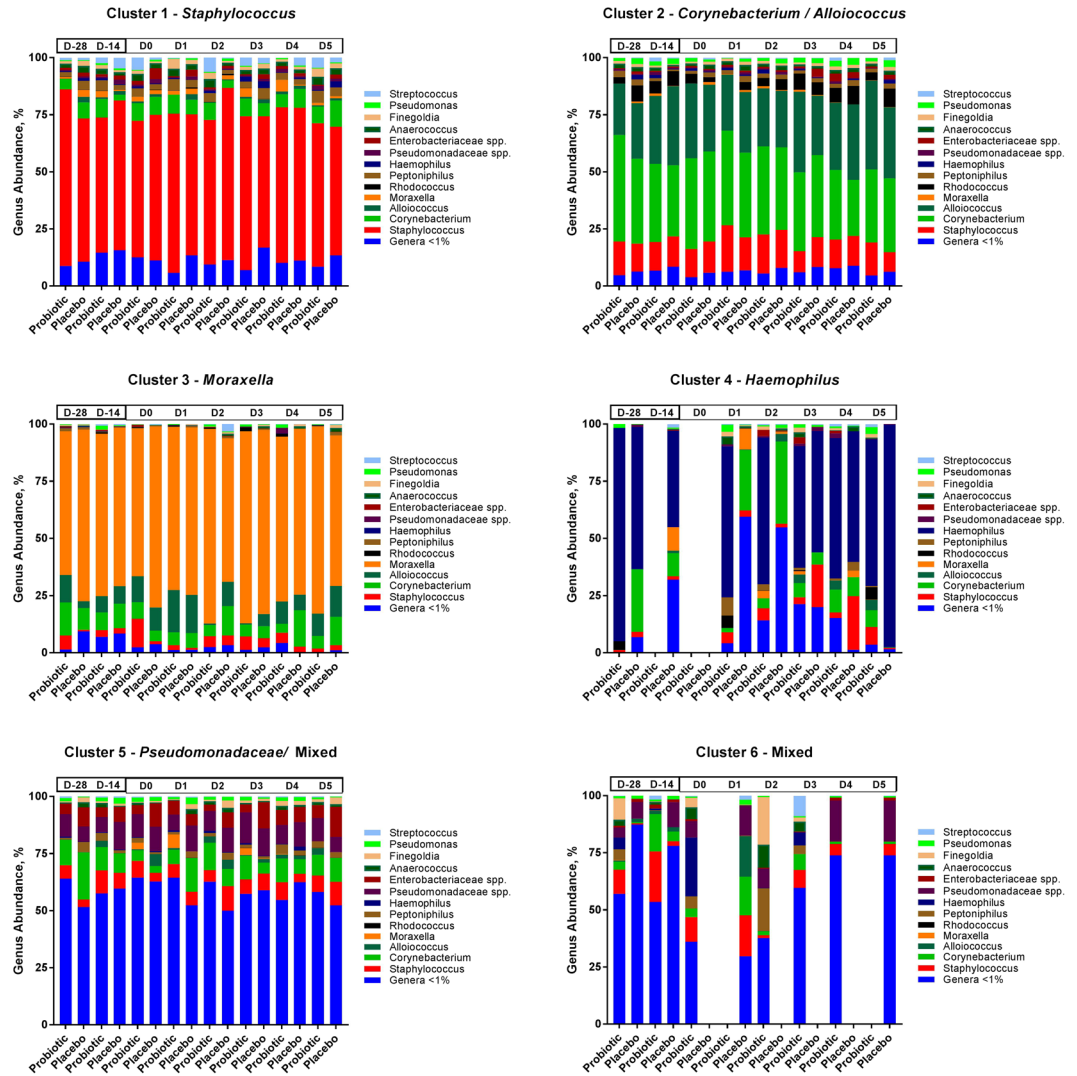 Cluster 1 - Staphylococcus
D-28 D-14 D0 D1 D2 D3 D4 D5
Genus Abundance, %
100
75
50
25
0
Probiotic Placebo Probiotic Placebo Probiotic Placebo Probiotic Placebo Probiotic Placebo Probiotic Placebo Probiotic Placebo Probiotic Placebo
Streptococcus
Pseudomonas
Finegoldia
Anaerococcus
Enterobacteriaceae spp.
Pseudomonadaceae spp.
Haemophilus
Peptoniphilus
Rhodococcus
Moraxella
Alloiococcus
Corynebacterium
Staphylococcus
Genera <1%
Cluster 2 - Corynebacterium / Alloiococcus
D-28 D-14 D0 D1 D2 D3 D4 D5
Genus Abundance, %
100
75
50
25
0
Probiotic Placebo Probiotic Placebo Probiotic Placebo Probiotic Placebo Probiotic Placebo Probiotic Placebo Probiotic Placebo Probiotic Placebo
Streptococcus
Pseudomonas
Finegoldia
Anaerococcus
Enterobacteriaceae spp.
Pseudomonadaceae spp.
Haemophilus
Peptoniphilus
Rhodococcus
Moraxella
Alloiococcus
Corynebacterium
Staphylococcus
Genera <1%
Cluster 3 - Moraxella
D-28 D-14 D0 D1 D2 D3 D4 D5
Genus Abundance, %
100
75
50
25
0
Probiotic Placebo Probiotic Placebo Probiotic Placebo Probiotic Placebo Probiotic Placebo Probiotic Placebo Probiotic Placebo Probiotic Placebo
Streptococcus
Pseudomonas
Finegoldia
Anaerococcus
Enterobacteriaceae spp.
Pseudomonadaceae spp.
Haemophilus
Peptoniphilus
Rhodococcus
Moraxella
Alloiococcus
Corynebacterium
Staphylococcus
Genera <1%
Cluster 4 - Haemophilus
D-28 D-14 D0 D1 D2 D3 D4 D5
Genus Abundance, %
100
75
50
25
0
Probiotic Placebo Probiotic Placebo Probiotic Placebo Probiotic Placebo Probiotic Placebo Probiotic Placebo Probiotic Placebo Probiotic Placebo
Streptococcus
Pseudomonas
Finegoldia
Anaerococcus
Enterobacteriaceae spp.
Pseudomonadaceae spp.
Haemophilus
Peptoniphilus
Rhodococcus
Moraxella
Alloiococcus
Corynebacterium
Staphylococcus
Genera <1%
Cluster 5 - Pseudomonadaceae/ Mixed
D-28 D-14 D0 D1 D2 D3 D4 D5
Genus Abundance, %
100
75
50
25
0
Probiotic Placebo Probiotic Placebo Probiotic Placebo Probiotic Placebo Probiotic Placebo Probiotic Placebo Probiotic Placebo Probiotic Placebo
Streptococcus
Pseudomonas
Finegoldia
Anaerococcus
Enterobacteriaceae spp.
Pseudomonadaceae spp.
Haemophilus
Peptoniphilus
Rhodococcus
Moraxella
Alloiococcus
Corynebacterium
Staphylococcus
Genera <1%
Cluster 6 - Mixed
D-28 D-14 D0 D1 D2 D3 D4 D5
Genus Abundance, %
100
75
50
25
0
Probiotic Placebo Probiotic Placebo Probiotic Placebo Probiotic Placebo Probiotic Placebo Probiotic Placebo Probiotic Placebo Probiotic Placebo
Streptococcus
Pseudomonas
Finegoldia
Anaerococcus
Enterobacteriaceae spp.
Pseudomonadaceae spp.
Haemophilus
Peptoniphilus
Rhodococcus
Moraxella
Alloiococcus
Corynebacterium
Staphylococcus
Genera <1%